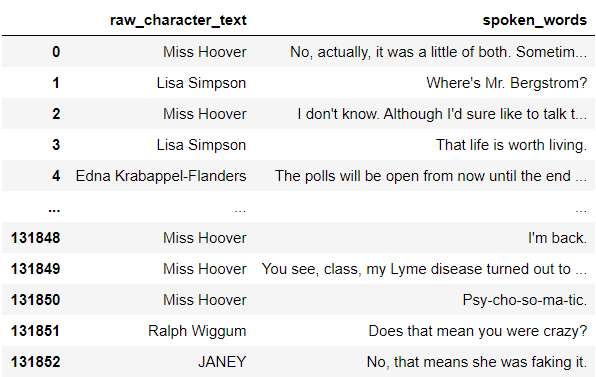 raw_character_text spoken_words
0 Miss Hoover No, actually, it was a little of both. Sometim...
1 Lisa Simpson Where's Mr. Bergstrom?
2 Miss Hoover I don't know. Although I'd sure like to talk t...
3 Lisa Simpson That life is worth living.
4 Edna Krabappel-Flanders The polls will be open from now until the end ...
... ... ...
131848 Miss Hoover I'm back.
131849 Miss Hoover You see, class, my Lyme disease turned out to ...
131850 Miss Hoover Psy-cho-so-ma-tic.
131851 Ralph Wiggum Does that mean you were crazy?
131852 JANEY No, that means she was faking it.